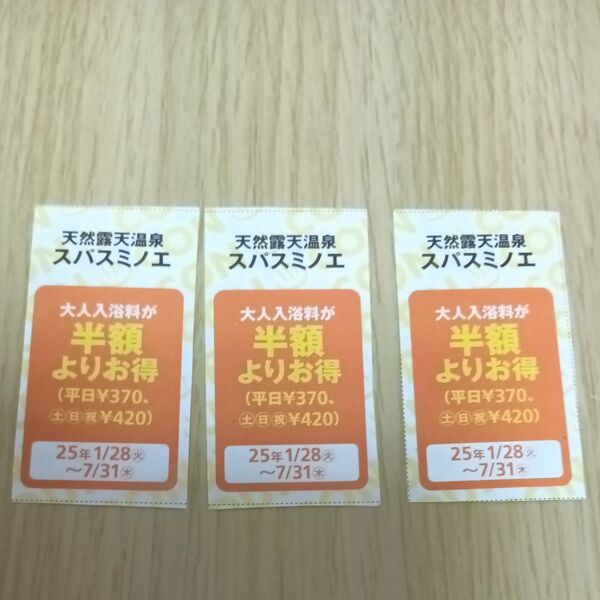 天然露天温泉
スパスミノエ
大人入浴料が
半額
よりお得
(平日¥370、
土日祝¥420)
25年1/28火
〜7/31木
天然露天温泉
スパスミノエ
大人入浴料が
半額
よりお得
(平日¥370、
土日祝¥420)
25年1/28火
〜7/31木
天然露天温泉
スパスミノエ
大人入浴料が
半額
よりお得
(平日¥370、
土日祝¥420)
25年1/28火
〜7/31木